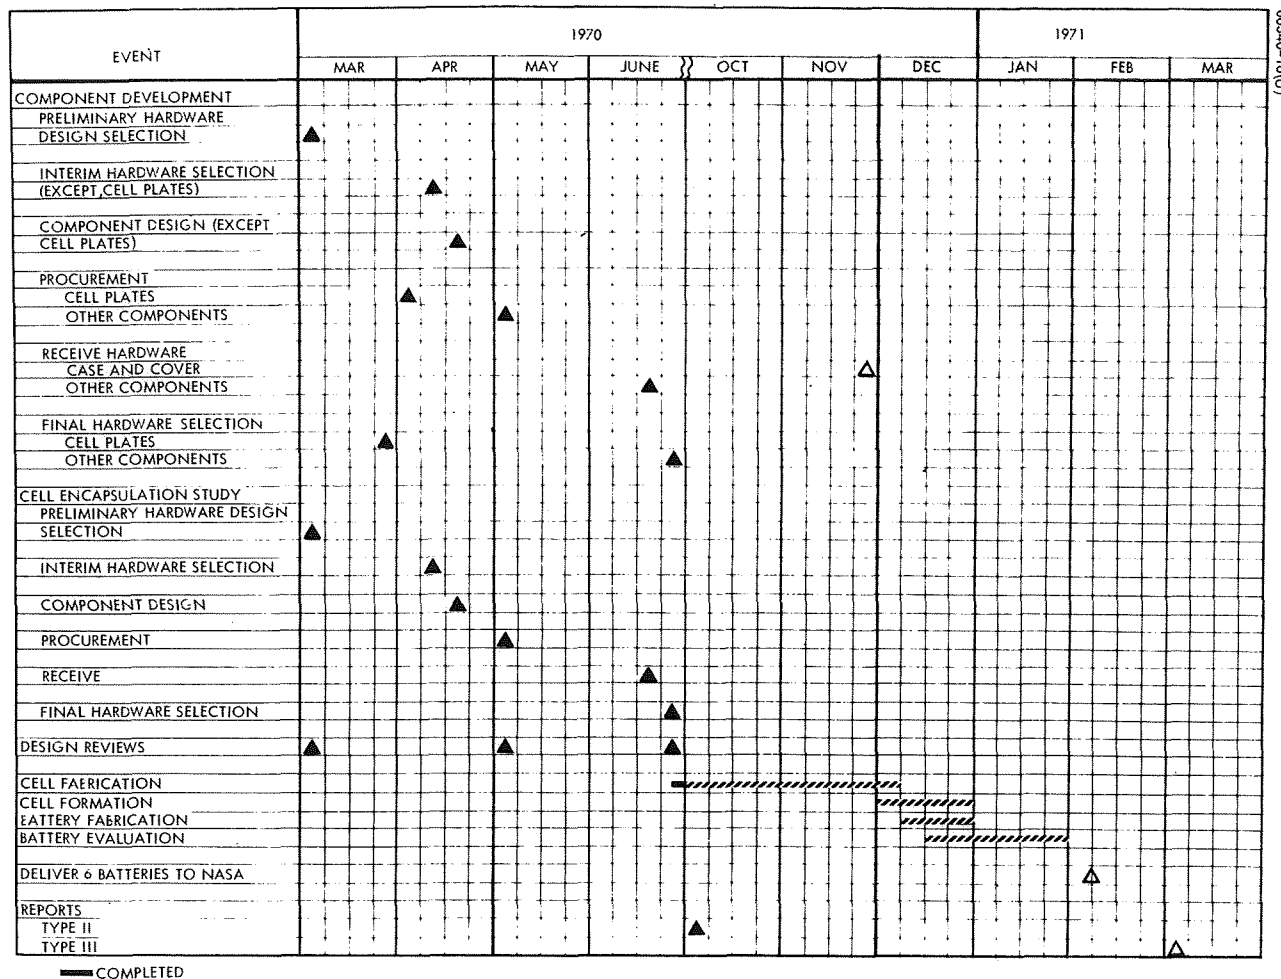 EVENT
1970
1971
MAR
APR
MAY
JUNE
OCT
NOV
DEC
JAN
FEB
MAR
COMPONENT DEVELOPMENT
PRELIMINARY HARDWARE
DESIGN SELECTION
INTERIM HARDWARE SELECTION
(EXCEPT,CELL PLATES)
COMPONENT DESIGN (EXCEPT
CELL PLATES)
PROCUREMENT
CELL PLATES
OTHER COMPONENTS
RECEIVE HARDWARE
CASE AND COVER
OTHER COMPONENTS
FINAL HARDWARE SELECTION
CELL PLATES
OTHER COMPONENTS
CELL ENCAPSULATION STUDY
PRELIMINARY HARDWARE DESIGN
SELECTION
INTERIM HARDWARE SELECTION
COMPONENT DESIGN
PROCUREMENT
RECEIVE
FINAL HARDWARE SELECTION
DESIGN REVIEWS
CELL FABRICATION
CELL FORMATION
BATTERY FABRICATION
BATTERY EVALUATION
DELIVER 6 BATTERIES TO NASA
REPORTS
TYPE II
TYPE III
COMPLETED